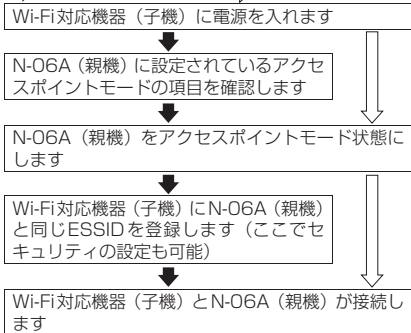 Wi-Fi対応機器（子機）に電源を入れます
N-06A（親機）に設定されているアクセ
スポイントモードの項目を確認します
N-06A（親機）をアクセスポイントモード状態に
します
Wi-Fi対応機器（子機）にN-06A（親機）
と同じESSIDを登録します（ここでセ
キュリティの設定も可能）
Wi-Fi対応機器（子機）とN-06A（親機）が接続し
ます